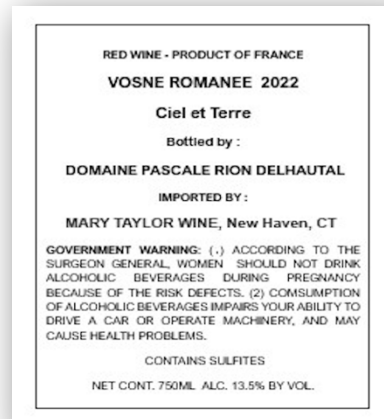 RED WINE - PRODUCT OF FRANCE
VOSNE ROMANEE 2022
Ciel et Terre
Bottled by :
DOMAINE PASCALE RION DELHAUTAL
IMPORTED BY :
MARY TAYLOR WINE, New Haven, CT
GOVERNMENT WARNING: (.) ACCORDING TO THE
SURGEON GENERAL, WOMEN SHOULD NOT DRINK
ALCOHOLIC BEVERAGES DURING PREGNANCY
BECAUSE OF THE RISK DEFECTS. (2) COMSUMPTION
OF ALCOHOLIC BEVERAGES IMPAIRS YOUR ABILITY TO
DRIVE A CAR OR OPERATE MACHINERY, AND MAY
CAUSE HEALTH PROBLEMS.
CONTAINS SULFITES
NET CONT. 750ML ALC. 13.5% BY VOL.